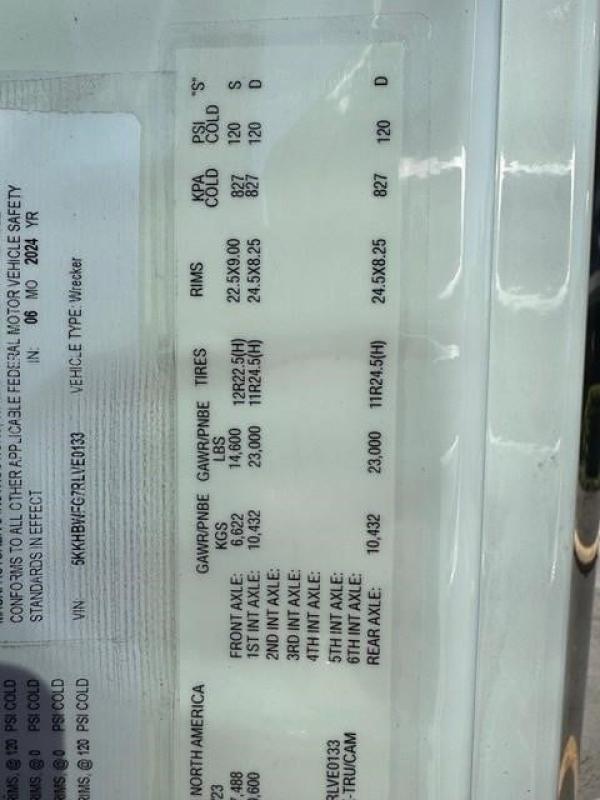 CONFORMS TO ALL OTHER APPLICABLE FEDERAL MOTOR VEHICLE SAFETY
STANDARDS IN EFFECT IN: 06 MO 2024 YR
VIN: VEHICLE TYPE: Wrecker
RIMS, @ 120 PSI COLD
RIMS, @ 0 PSI COLD
RIMS, @ 0 PSI COLD
RIMS, @ 120 PSI COLD
NORTH AMERICA
/23
,488
,600
RLVE0133
-TRU/CAM
GAWR/PNBE GAWR/PNBE TIRES RIMS KPA PSI "S"
KGS LBS COLD COLD
FRONT AXLE: 6,622 14,600 12R22.5(H) 22.5X9.00 827 120 S
1ST INT AXLE: 10,432 23,000 11R24.5(H) 24.5X8.25 827 120 D
2ND INT AXLE:
3RD INT AXLE:
4TH INT AXLE:
5TH INT AXLE:
6TH INT AXLE:
REAR AXLE: 10,432 23,000 11R24.5(H) 24.5X8.25 827 120 D